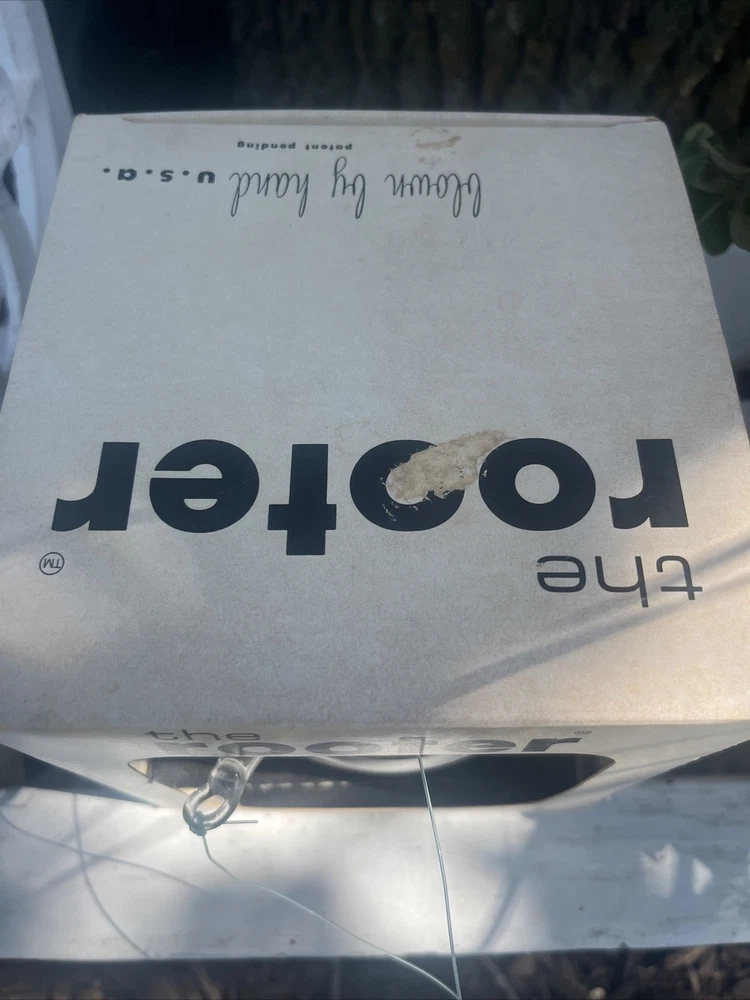 the
rooter
TM
blown by hand u.s.a.
patent pending
the
rooter